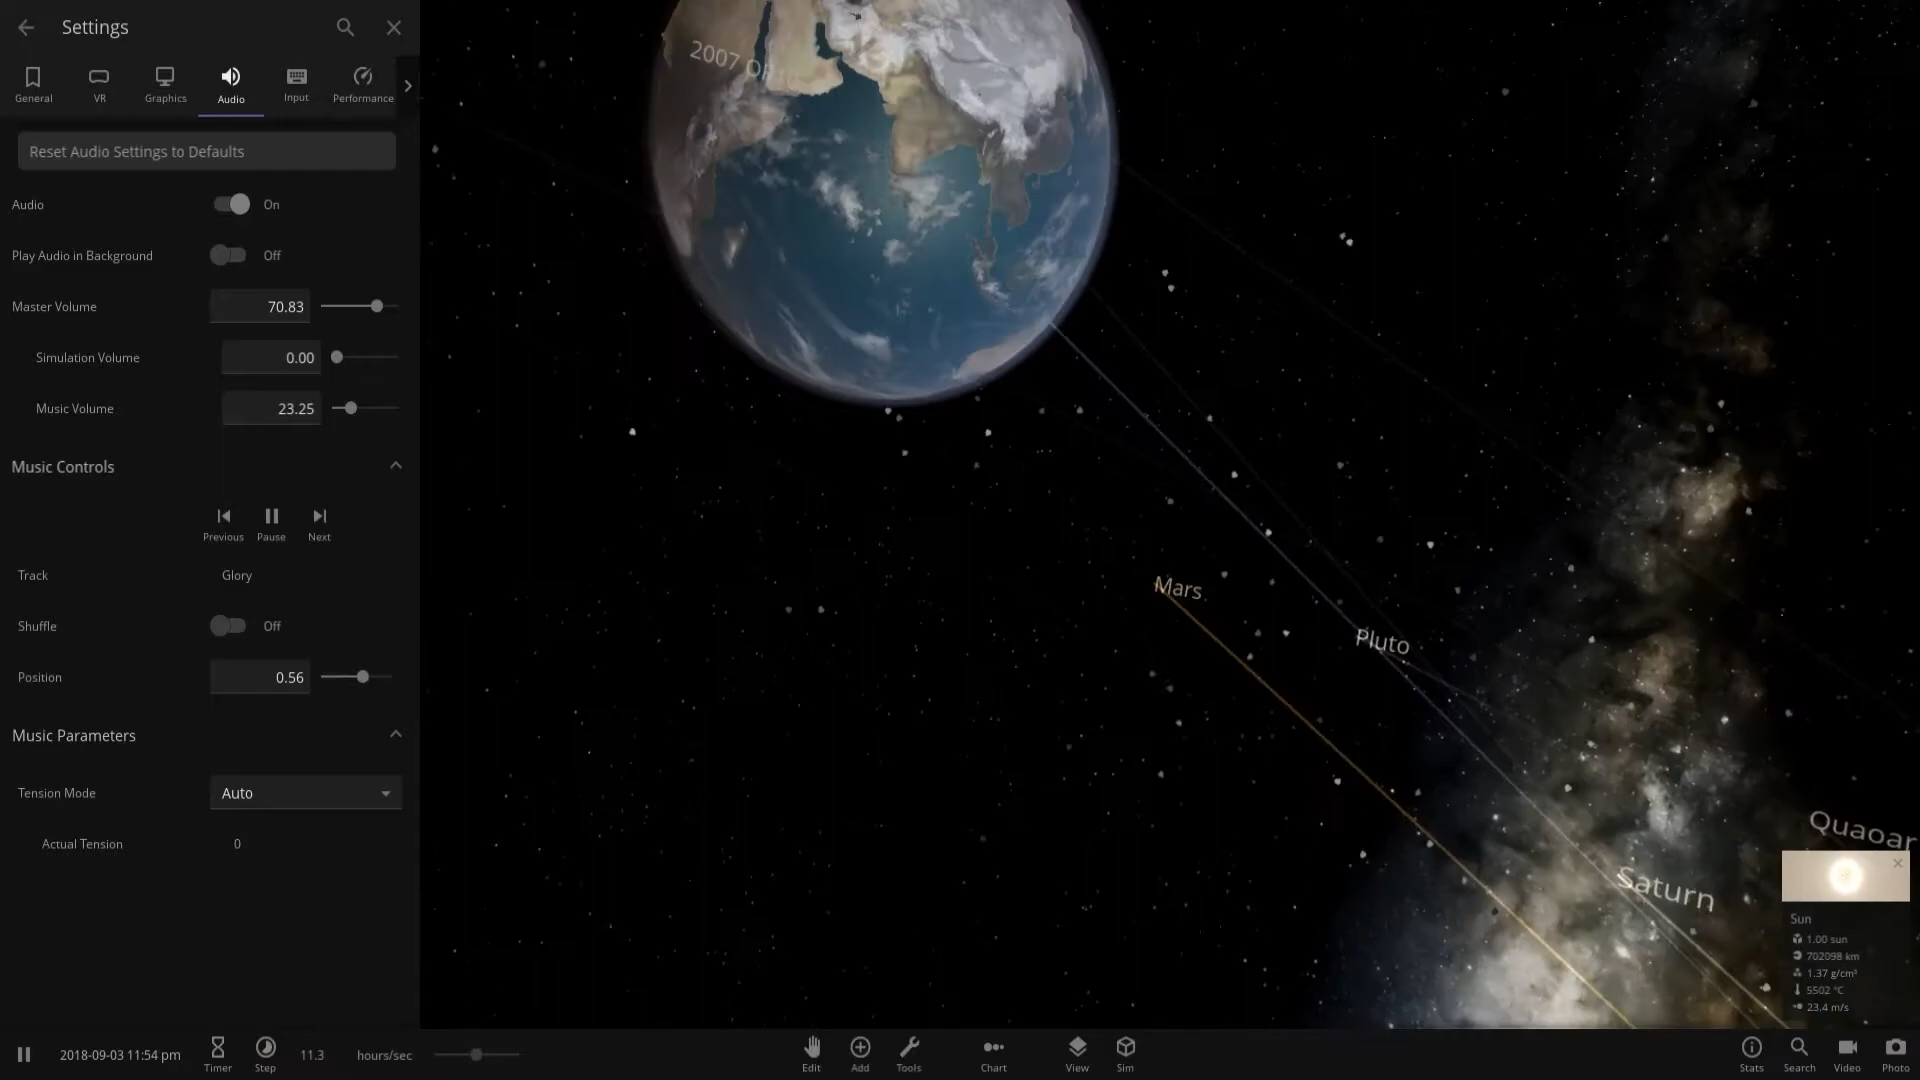 Settings
General
VR
Graphics
Audio
Input
Performance
Reset Audio Settings to Defaults
Audio
On
Play Audio in Background
Off
Master Volume
70.83
Simulation Volume
0.00
Music Volume
23.25
Music Controls
Previous
Pause
Next
Track
Glory
Shuffle
Off
Position
0.56
Music Parameters
Tension Mode
Auto
Actual Tension
0
2007
Mars
Pluto
Quaoar
Saturn
Sun
1.00 sun
702098 km
1.37 g/cm³
5502 °C
23.4 m/s
2018-09-03 11:54 pm
Timer
Step
11.3
hours/sec
Edit
Add
Tools
Chart
View
Sim
Stats
Search
Video
Photo